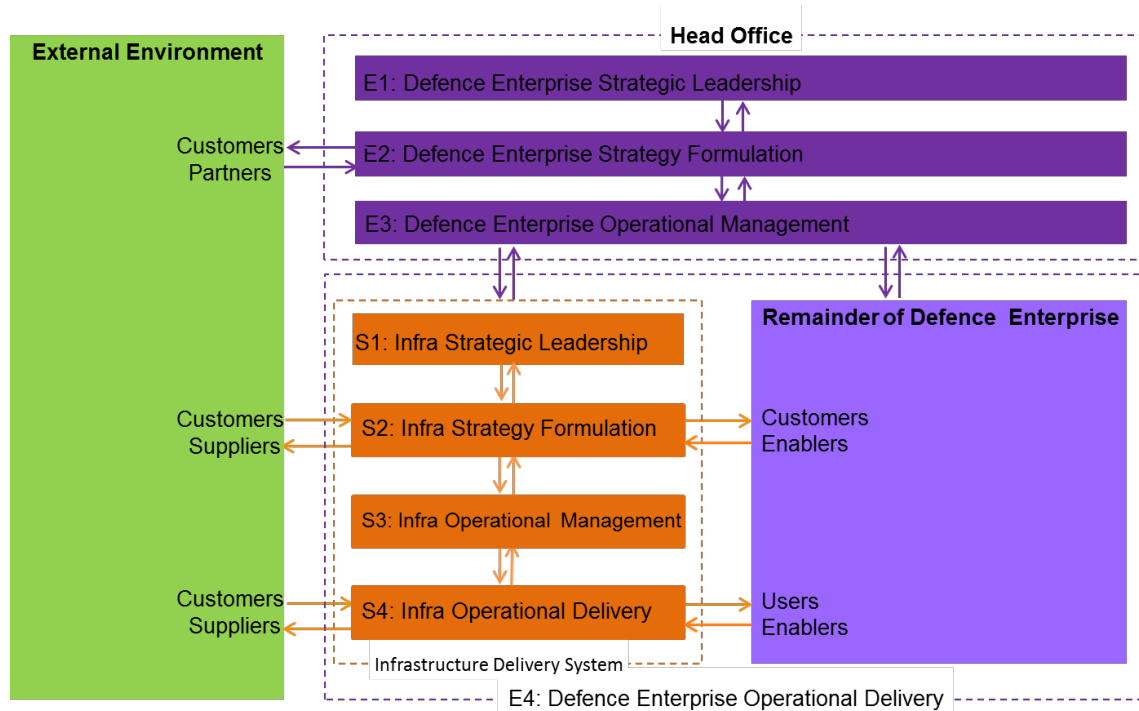 Head Office
External Environment
E1: Defence Enterprise Strategic Leadership
Customers
Partners
E2: Defence Enterprise Strategy Formulation
E3: Defence Enterprise Operational Management
S1: Infra Strategic Leadership
Remainder of Defence Enterprise
Customers
Suppliers
S2: Infra Strategy Formulation
Customers
Enablers
S3: Infra Operational Management
Customers
Suppliers
S4: Infra Operational Delivery
Users
Enablers
Infrastructure Delivery System
E4: Defence Enterprise Operational Delivery